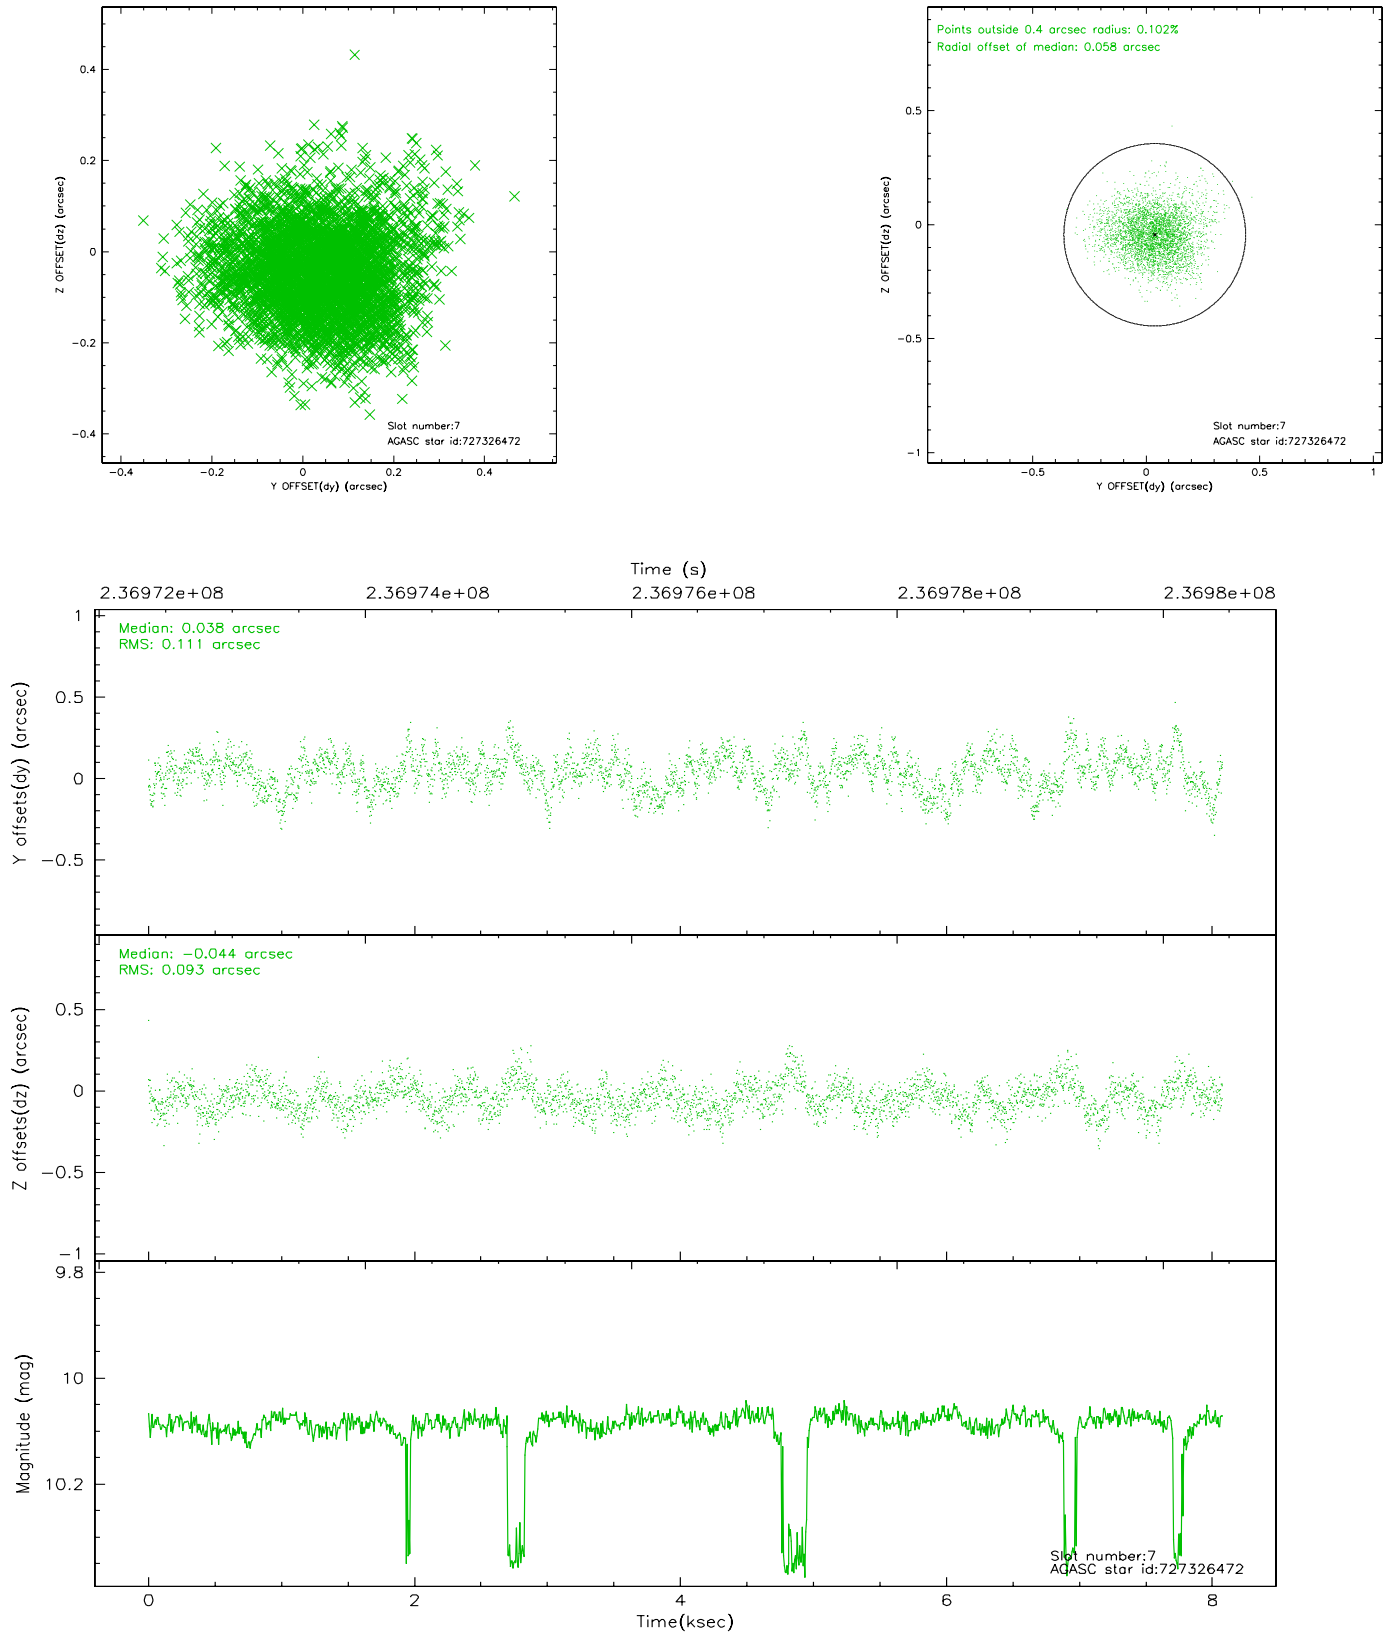 0.4
0.2
0
−0.2
−0.4
Z OFFSET(dz) (arcsec)
Slot number:7
AGASC star id:727326472
−0.4 −0.2 0 0.2 0.4
Y OFFSET(dy) (arcsec)
Points outside 0.4 arcsec radius: 0.102%
Radial offset of median: 0.058 arcsec
0.5
0
−0.5
−1
Z OFFSET(dz) (arcsec)
Slot number:7
AGASC star id:727326472
−0.5 0 0.5 1
Y OFFSET(dy) (arcsec)
Time (s)
2.36972e+08 2.36974e+08 2.36976e+08 2.36978e+08 2.3698e+08
Median: 0.038 arcsec
RMS: 0.111 arcsec
1
0.5
0
−0.5
Y offsets(dy) (arcsec)
Median: −0.044 arcsec
RMS: 0.093 arcsec
0.5
0
−0.5
−1
Z offsets(dz) (arcsec)
9.8
10
10.2
Magnitude (mag)
Slot number:7
AGASC star id:727326472
0 2 4 6 8
Time(ksec)